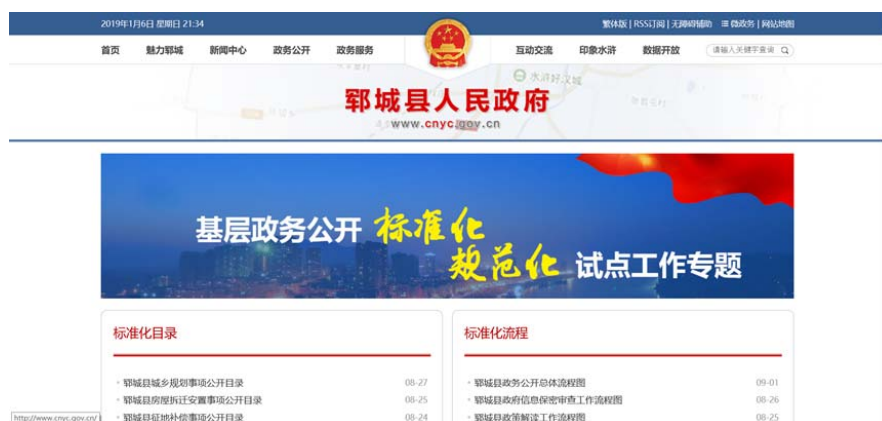 2019年1月6日 星期日 21:34
繁体版 | RSS订阅 | 无障碍辅助 微政务 | 网站地图
首页 魅力郓城 新闻中心 政务公开 政务服务 互动交流 印象水浒 数据开放 请输入关键字查询
水浒好汉城
郓城县人民政府
www.cnyc.gov.cn
基层政务公开 标准化
规范化 试点工作专题
标准化目录 标准化流程
郓城县城乡规划事项公开目录 08-27 郓城县政务公开总体流程图 09-01
郓城县房屋拆迁安置事项公开目录 08-25 郓城县政府信息保密审查工作流程图 08-26
郓城县征地补偿事项公开目录 08-24 郓城县政策解读工作流程图 08-25
http://www.cnyc.gov.cn/